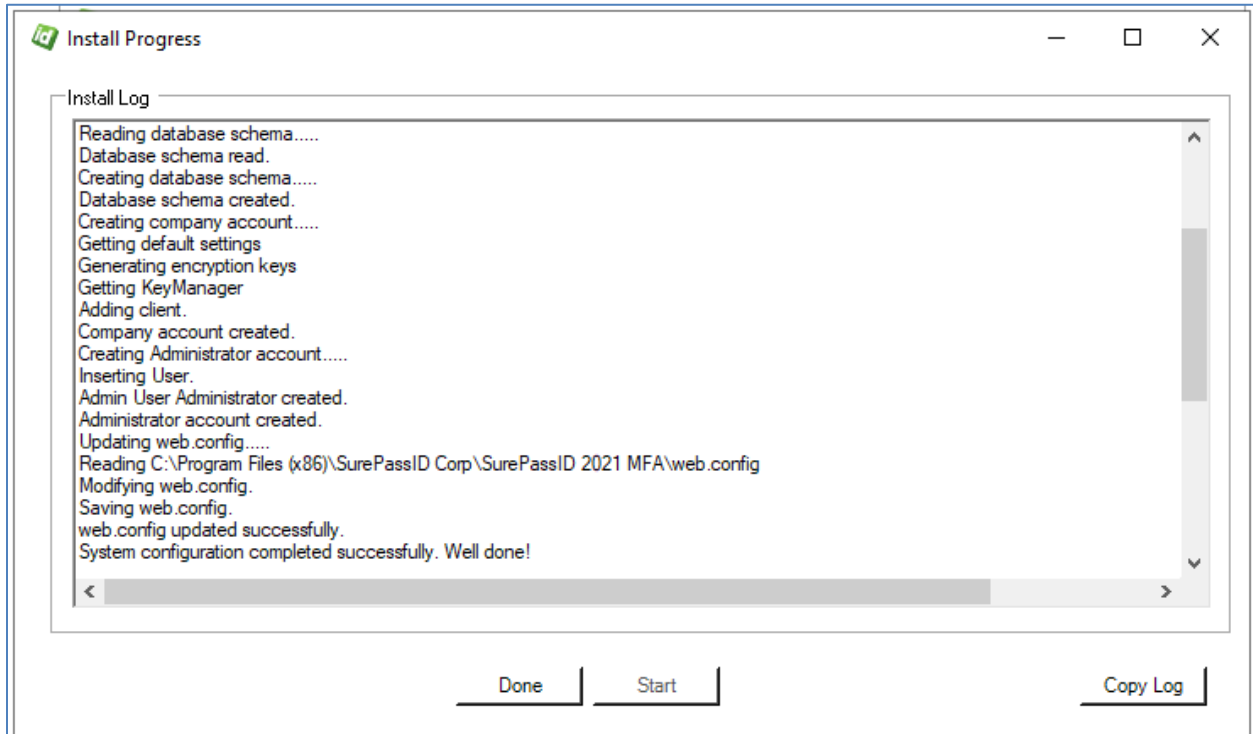 id Install Progress
Install Log
Reading database schema.....
Database schema read.
Creating database schema.....
Database schema created.
Creating company account.....
Getting default settings
Generating encryption keys
Getting KeyManager
Adding client.
Company account created.
Creating Administrator account.....
Inserting User.
Admin User Administrator created.
Administrator account created.
Updating web.config.....
Reading C:\Program Files (x86)\SurePassID Corp\SurePassID 2021 MFA\web.config
Modifying web.config.
Saving web.config.
web.config updated successfully.
System configuration completed successfully. Well done!
Done Start Copy Log